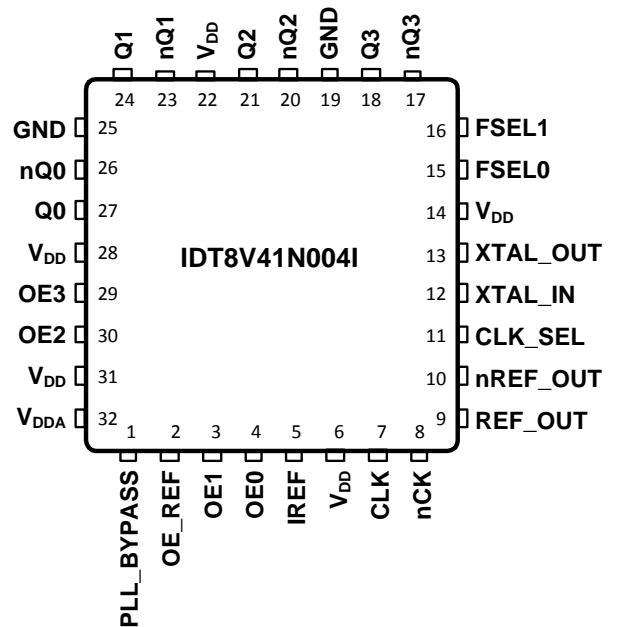 Q1 nQ1 VDD Q2 nQ2 GND Q3 nQ3
24 23 22 21 20 19 18 17
GND 25 16 FSEL1
nQ0 26 15 FSEL0
Q0 27 14 VDD
VDD 28 IDT8V41N004I 13 XTAL_OUT
OE3 29 12 XTAL_IN
OE2 30 11 CLK_SEL
VDD 31 10 nREF_OUT
VDDA 32 9 REF_OUT
1 2 3 4 5 6 7 8
PLL_BYPASS OE_REF OE1 OE0 IREF VDD CLK nCK